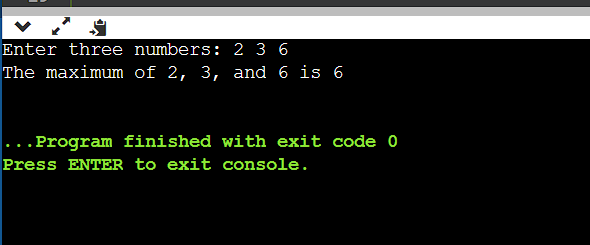 Enter three numbers: 2 3 6
The maximum of 2, 3, and 6 is 6
...Program finished with exit code 0
Press ENTER to exit console.